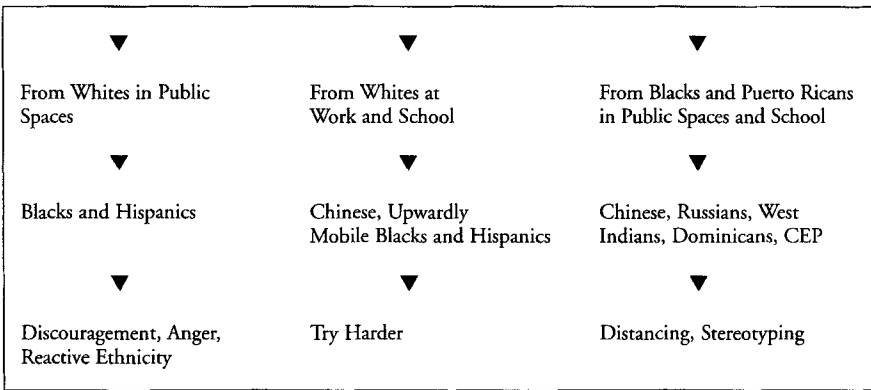 From Whites in Public
Spaces
From Whites at
Work and School
From Blacks and Puerto Ricans
in Public Spaces and School
Blacks and Hispanics
Chinese, Upwardly
Mobile Blacks and Hispanics
Chinese, Russians, West
Indians, Dominicans, CEP
Discouragement, Anger,
Reactive Ethnicity
Try Harder
Distancing, Stereotyping